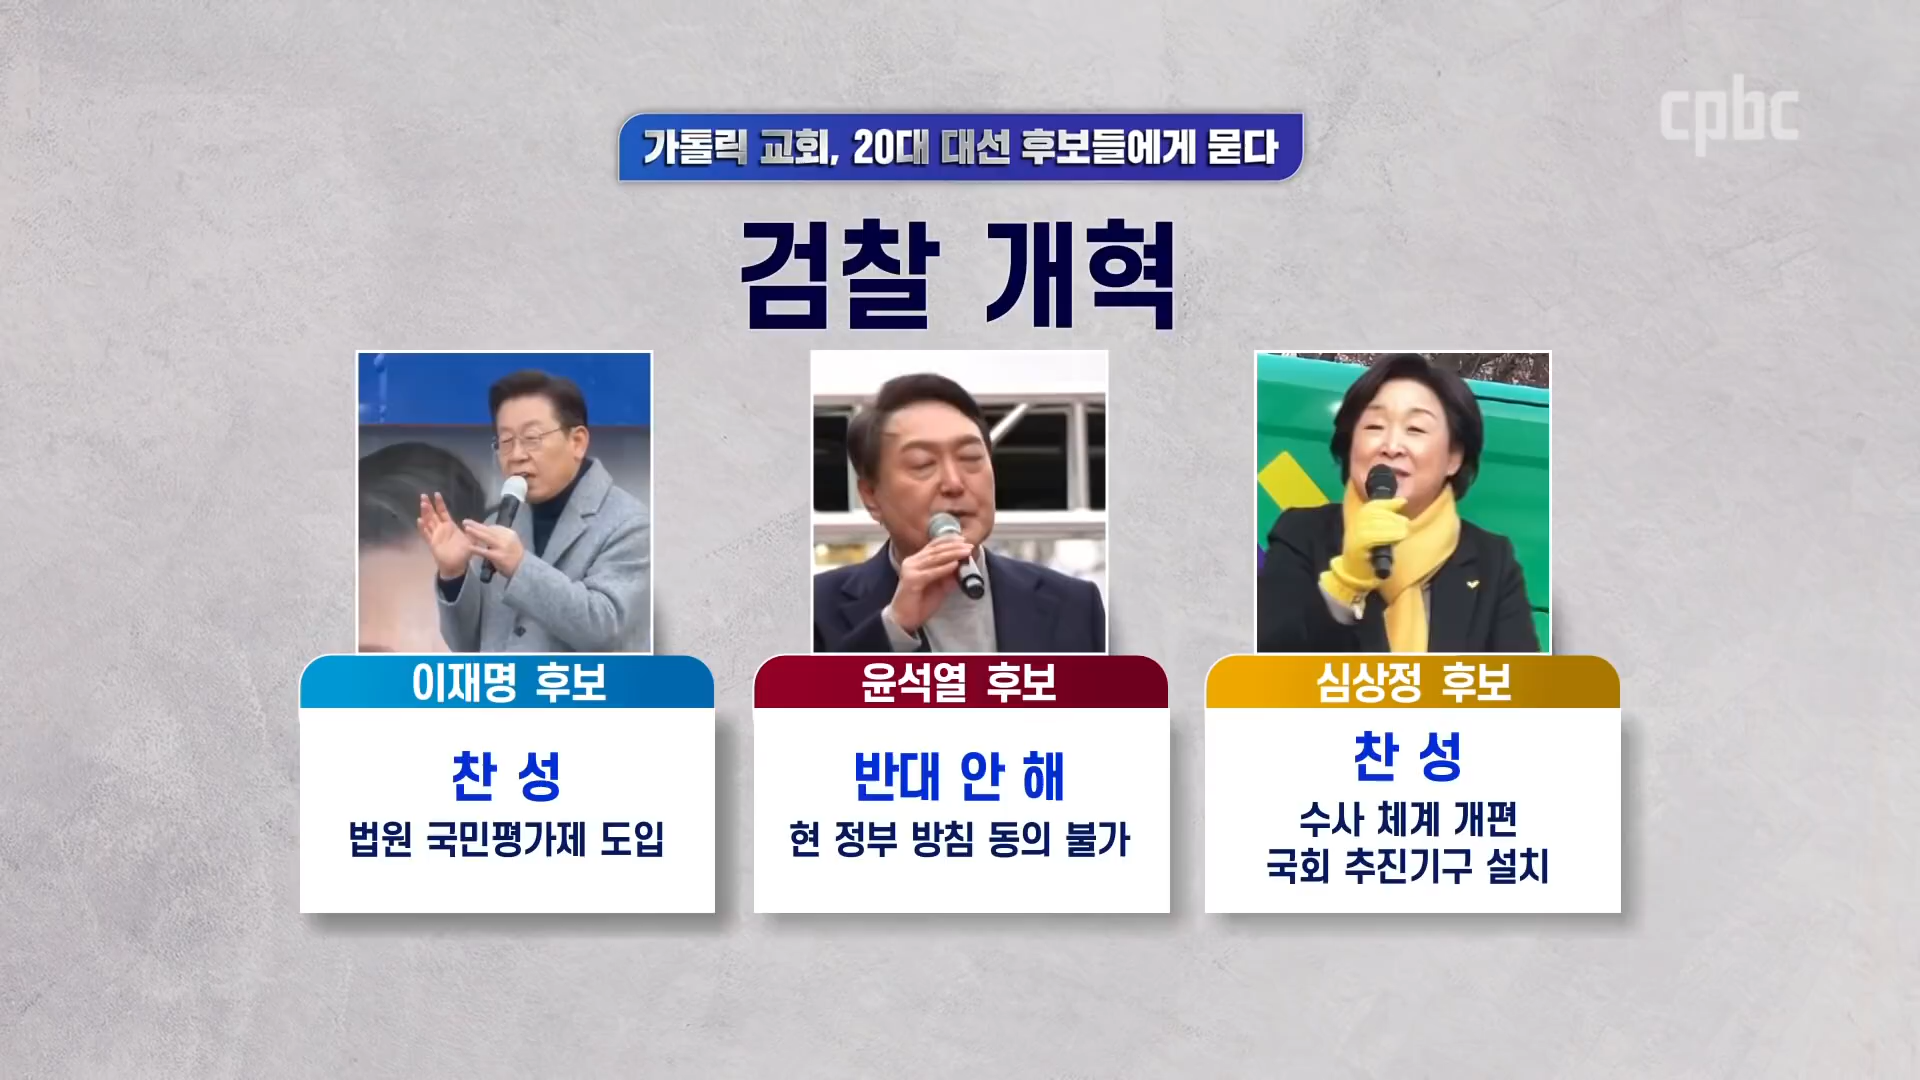 cpbc
가톨릭 교회, 20대 대선 후보들에게 묻다
검찰 개혁
이재명 후보
찬 성
법원 국민평가제 도입
윤석열 후보
반대 안 해
현 정부 방침 동의 불가
심상정 후보
찬 성
수사 체계 개편
국회 추진기구 설치